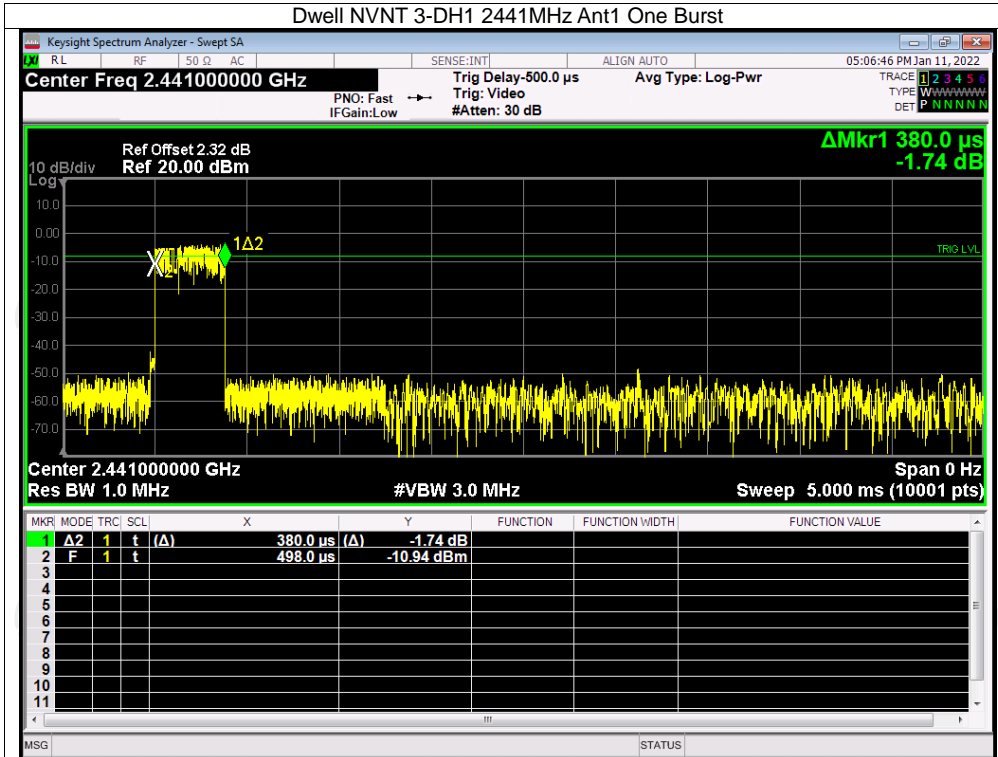 Dwell NVNT 3-DH1 2441MHz Ant1 One Burst
Keysight Spectrum Analyzer - Swept SA
LXI RL RF 50 Ω AC SENSE:INT ALIGN AUTO 05:06:46 PM Jan 11, 2022
Center Freq 2.441000000 GHz Trig Delay-500.0 µs Avg Type: Log-Pwr TRACE 1 2 3 4 5 6
PNO: Fast Trig: Video TYPE WWWWWWW
IFGain:Low #Atten: 30 dB DET P N N N N N
ΔMkr1 380.0 µs
-1.74 dB
Ref Offset 2.32 dB
10 dB/div Ref 20.00 dBm
Log
10.0
0.00
1Δ2
TRIG LVL
-10.0
X2
-20.0
-30.0
-40.0
-50.0
-60.0
-70.0
Center 2.441000000 GHz Span 0 Hz
Res BW 1.0 MHz #VBW 3.0 MHz Sweep 5.000 ms (10001 pts)
MKR MODE TRC SCL X Y FUNCTION FUNCTION WIDTH FUNCTION VALUE
1 Δ2 1 t (Δ) 380.0 µs (Δ) -1.74 dB
2 F 1 t 498.0 µs -10.94 dBm
3
4
5
6
7
8
9
10
11
MSG STATUS